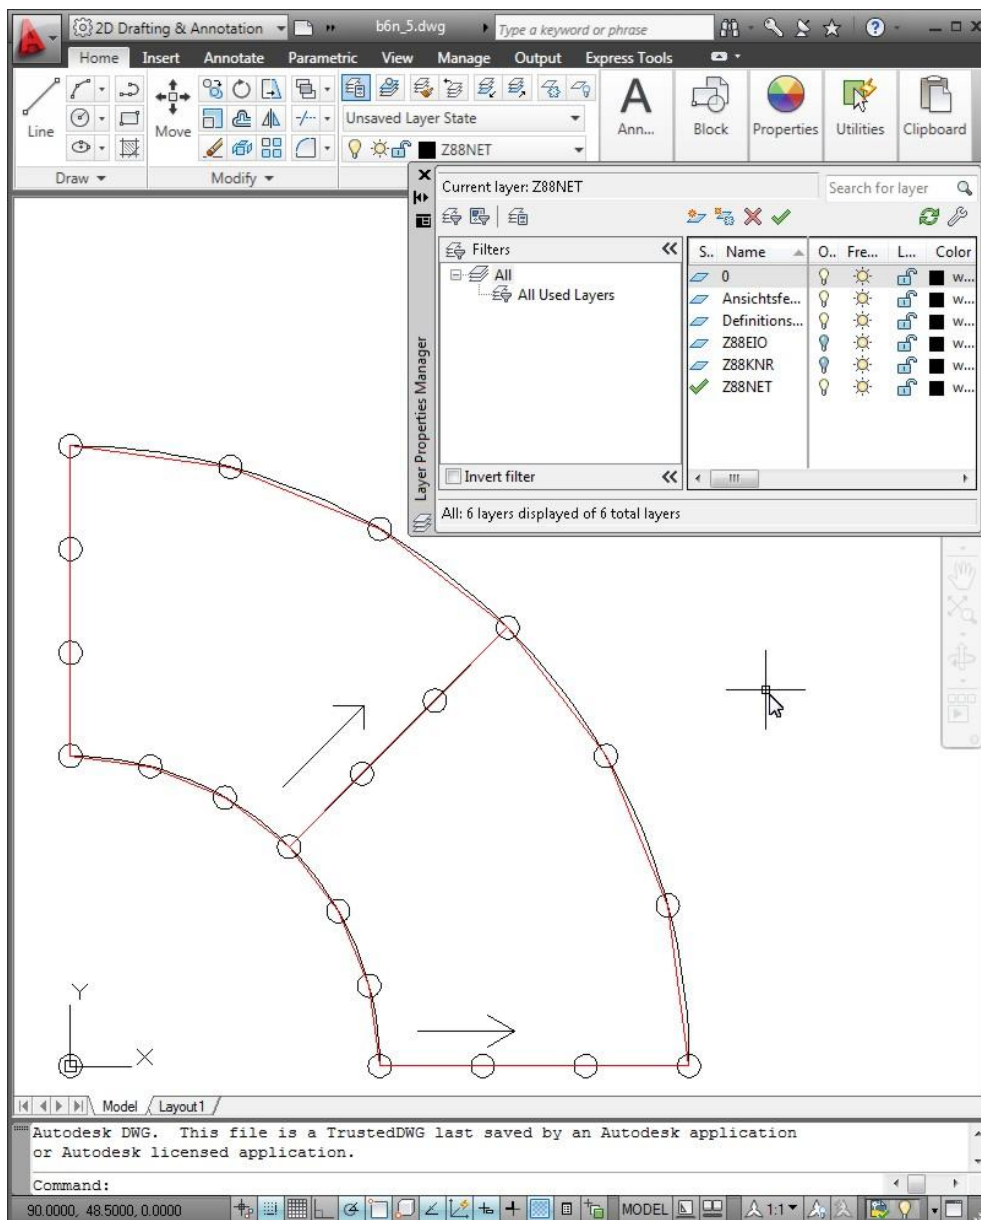 2D Drafting & Annotation b6n_5.dwg Type a keyword or phrase
Home Insert Annotate Parametric View Manage Output Express Tools
Line Move Unsaved Layer State Z88NET Ann... Block Properties Utilities Clipboard
Draw Modify
Current layer: Z88NET Search for layer
Filters
All
All Used Layers
S.. Name O.. Fre... L... Color
0 w...
Ansichtsfe... w...
Definitions... w...
Z88EIO w...
Z88KNR w...
Z88NET w...
Invert filter
All: 6 layers displayed of 6 total layers
Layer Properties Manager
Y
X
Model Layout1
Autodesk DWG. This file is a TrustedDWG last saved by an Autodesk application
or Autodesk licensed application.
Command:
90.0000, 48.5000, 0.0000 MODEL 1:1